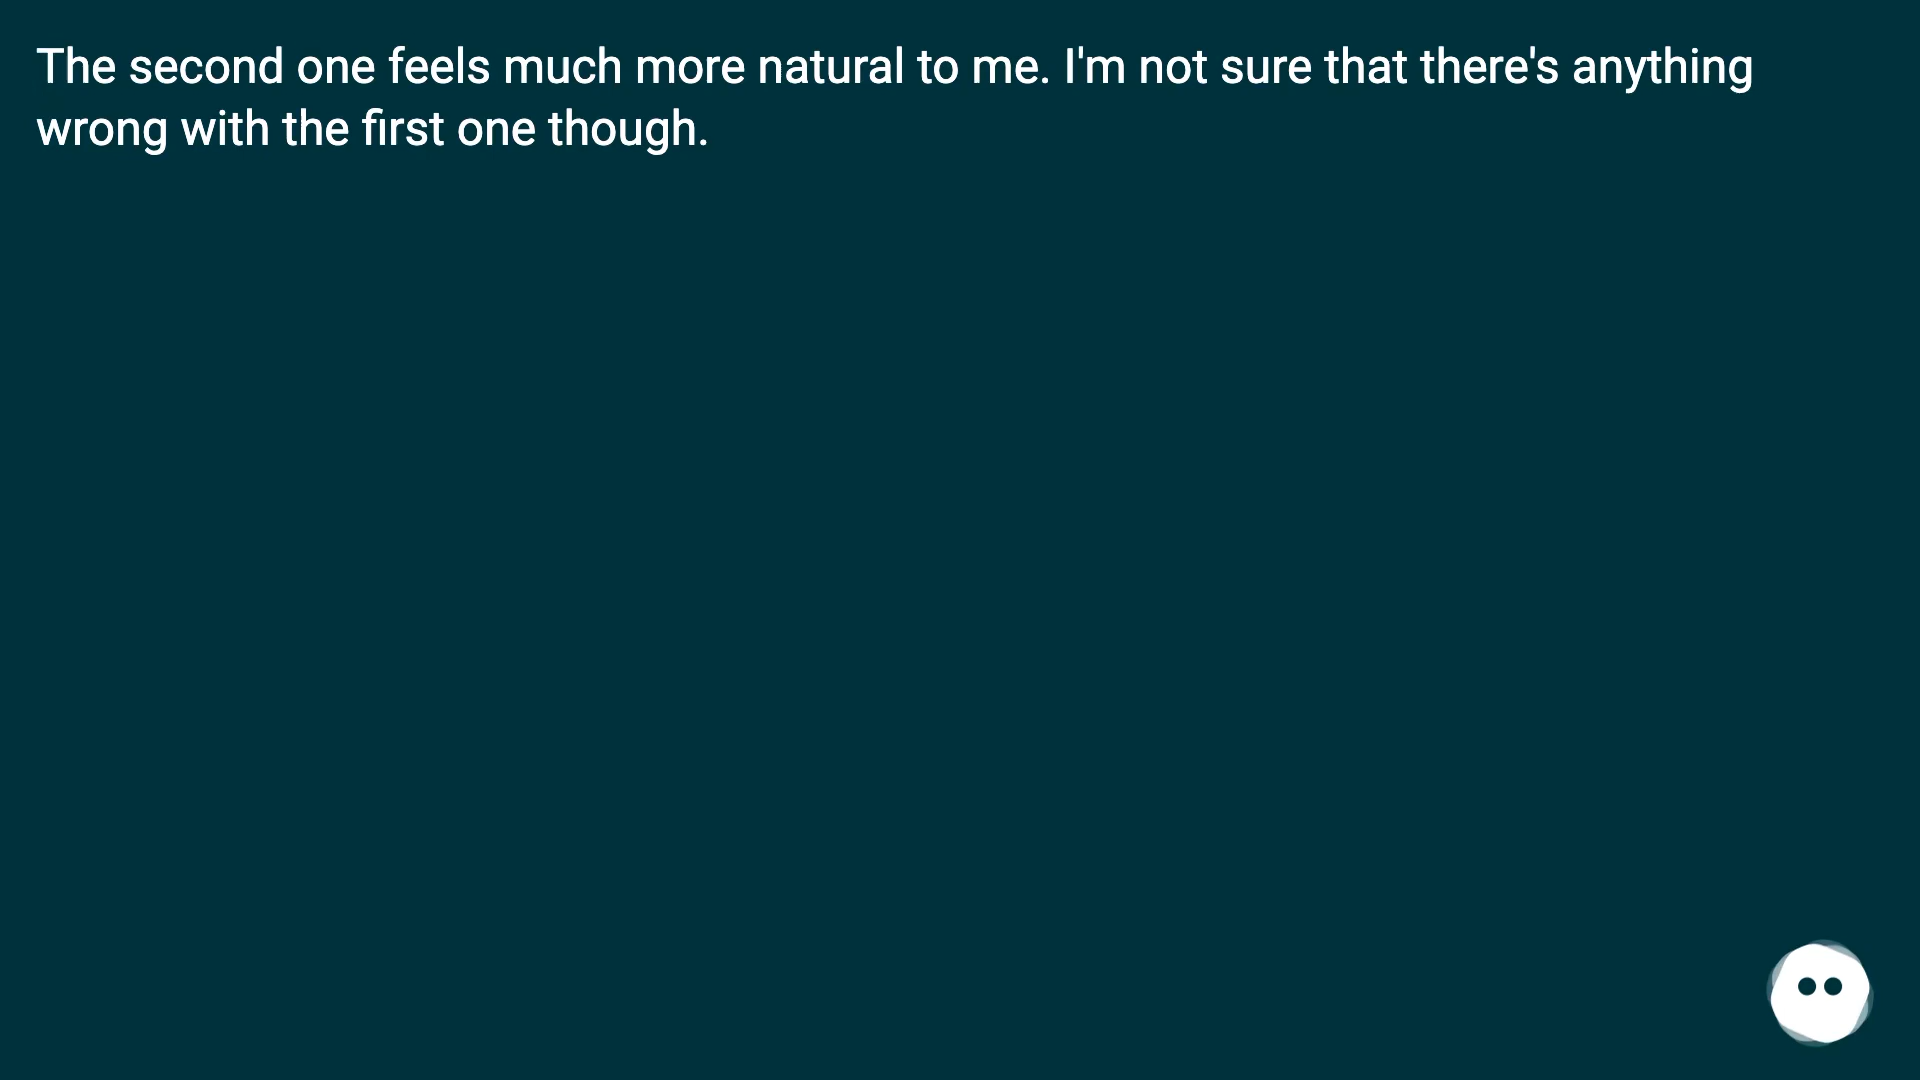 The second one feels much more natural to me. I'm not sure that there's anything
wrong with the first one though.